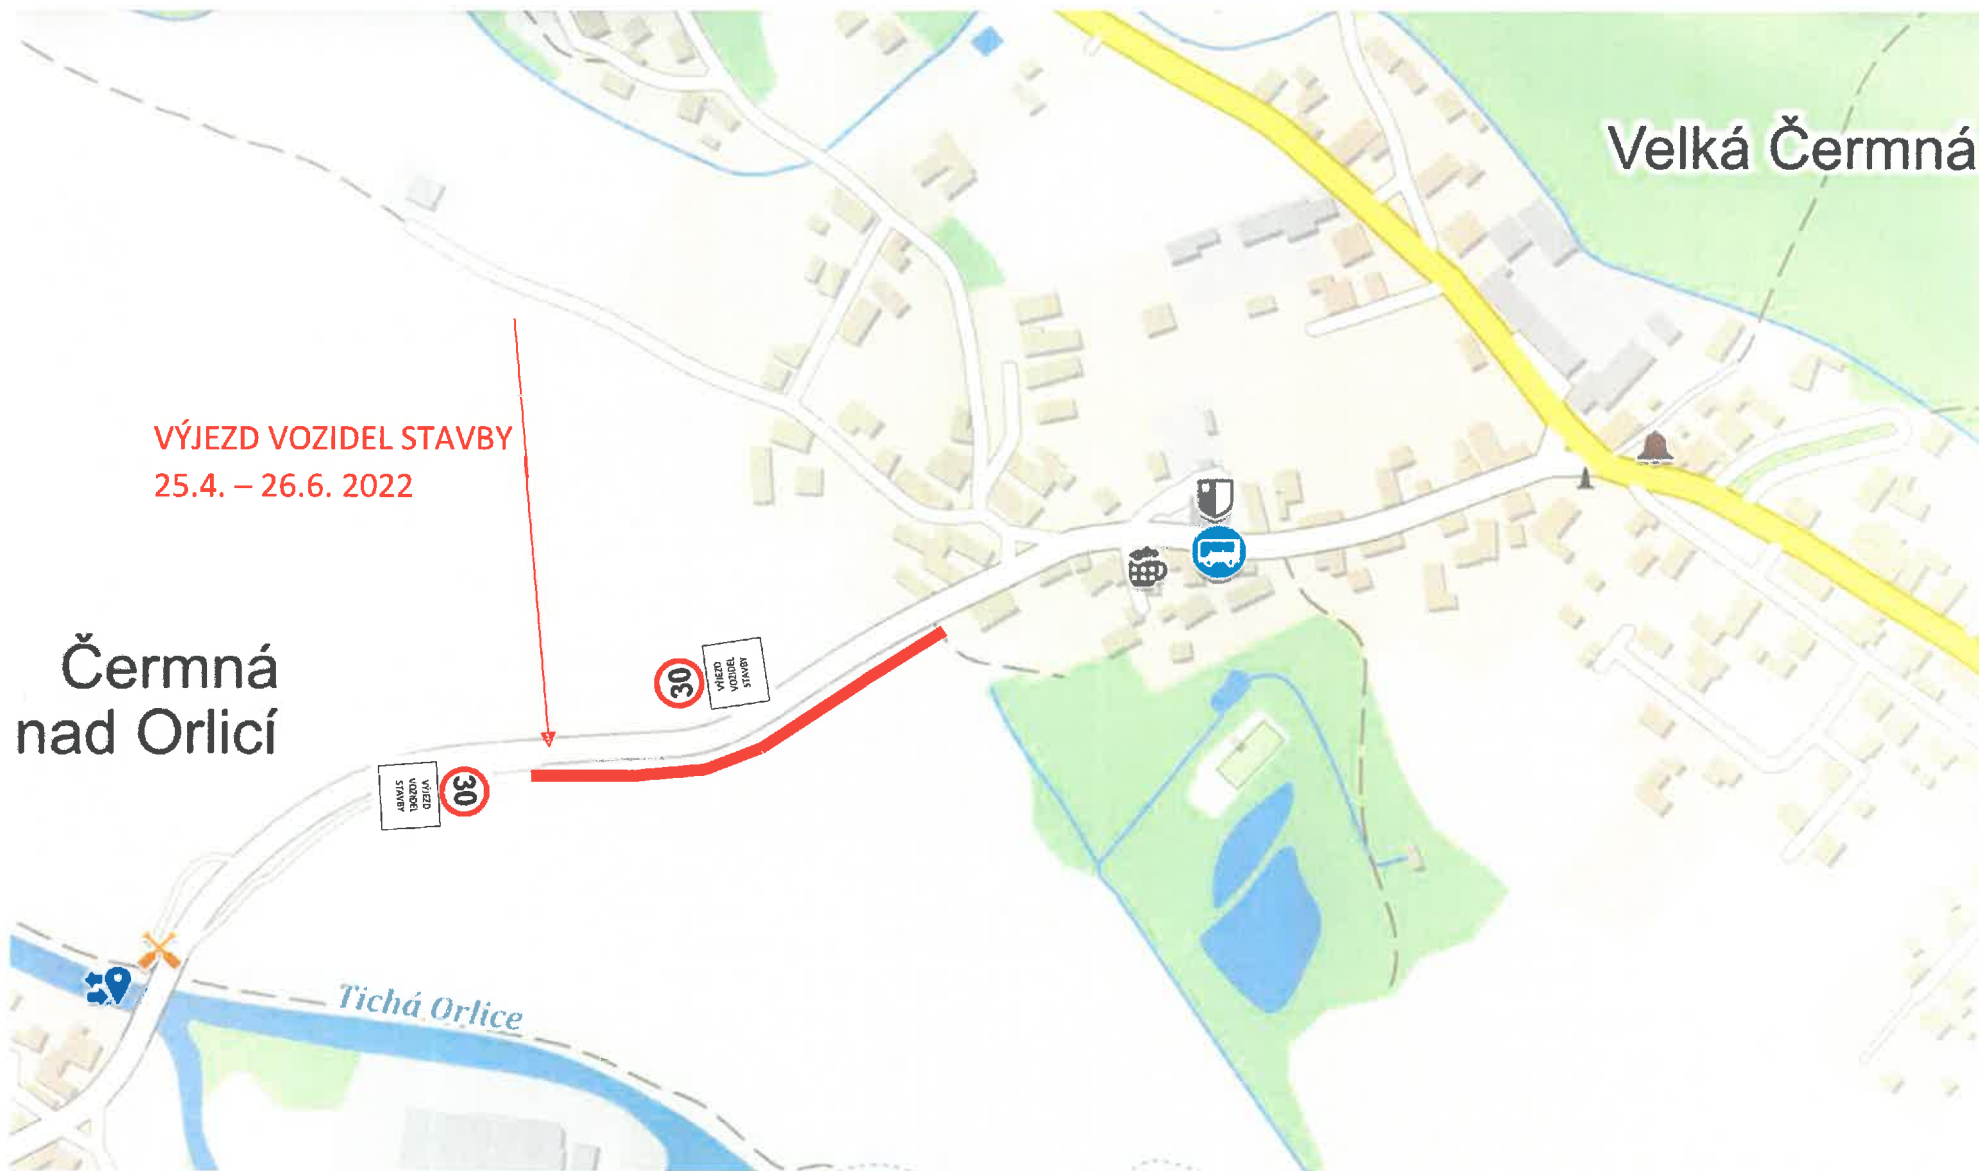 Velká Čermná
VÝJEZD VOZIDEL STAVBY
25.4. – 26.6. 2022
Čermná
nad Orlicí
30
VÝJEZD
VOZIDEL
STAVBY
VÝJEZD
VOZIDEL
STAVBY
30
Tichá Orlice